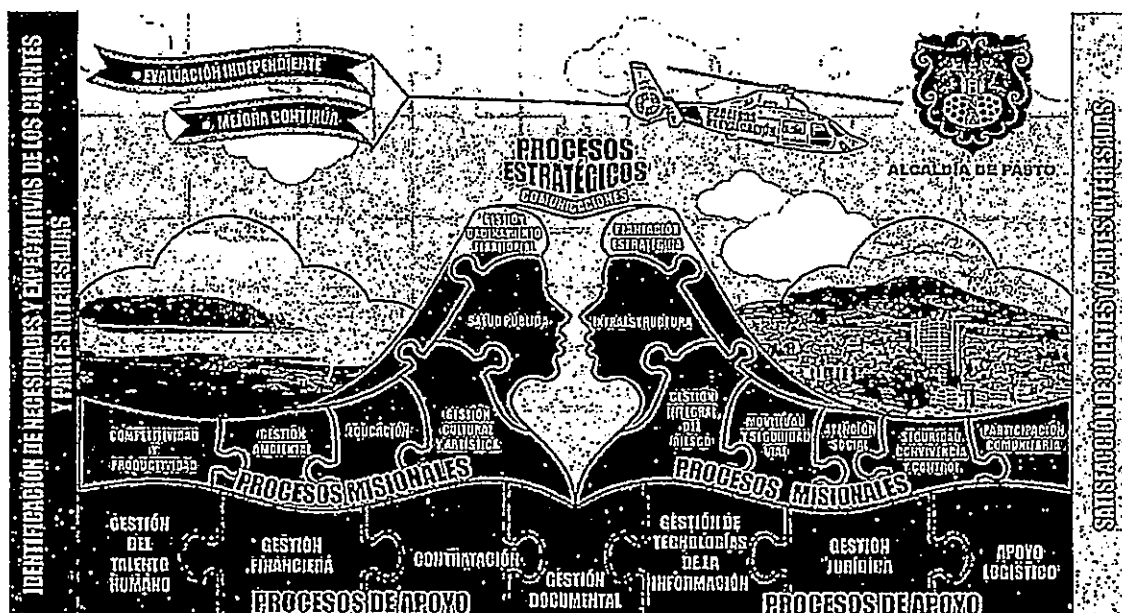 IDENTIFICACIÓN DE NECESIDADES Y EXPECTATIVAS DE LOS CLIENTES
Y PARTES INTERESADAS
EVALUACIÓN INDEPENDIENTE
MEJORA CONTINUA
ALCALDÍA DE PASTO
PROCESOS
ESTRATÉGICOS
COMUNICACIONES
GESTIÓN
PLANEACIÓN
ESTRATÉGICA
SALUD PÚBLICA
INFRAESTRUCTURA
COMPETITIVIDAD
Y
PRODUCTIVIDAD
GESTIÓN
AMBIENTAL
EDUCACIÓN
GESTIÓN
CULTURAL
Y ARTÍSTICA
GESTIÓN
INTEGRAL
DEL
RIESGO
MOVILIDAD
Y SEGURIDAD
VIAL
ATENCIÓN
SOCIAL
SEGURIDAD,
CONVIVENCIA
Y CONTROL
PARTICIPACIÓN
COMUNITARIA
PROCESOS MISIONALES
PROCESOS MISIONALES
GESTIÓN
DEL
TALENTO
HUMANO
GESTIÓN
FINANCIERA
CONTRATACIÓN
GESTIÓN
DOCUMENTAL
GESTIÓN DE
TECNOLOGÍAS
DE LA
INFORMACIÓN
GESTIÓN
JURÍDICA
APOYO
LOGÍSTICO
PROCESOS DE APOYO
PROCESOS DE APOYO
SATISFACCIÓN DE CLIENTES Y PARTES INTERESADAS